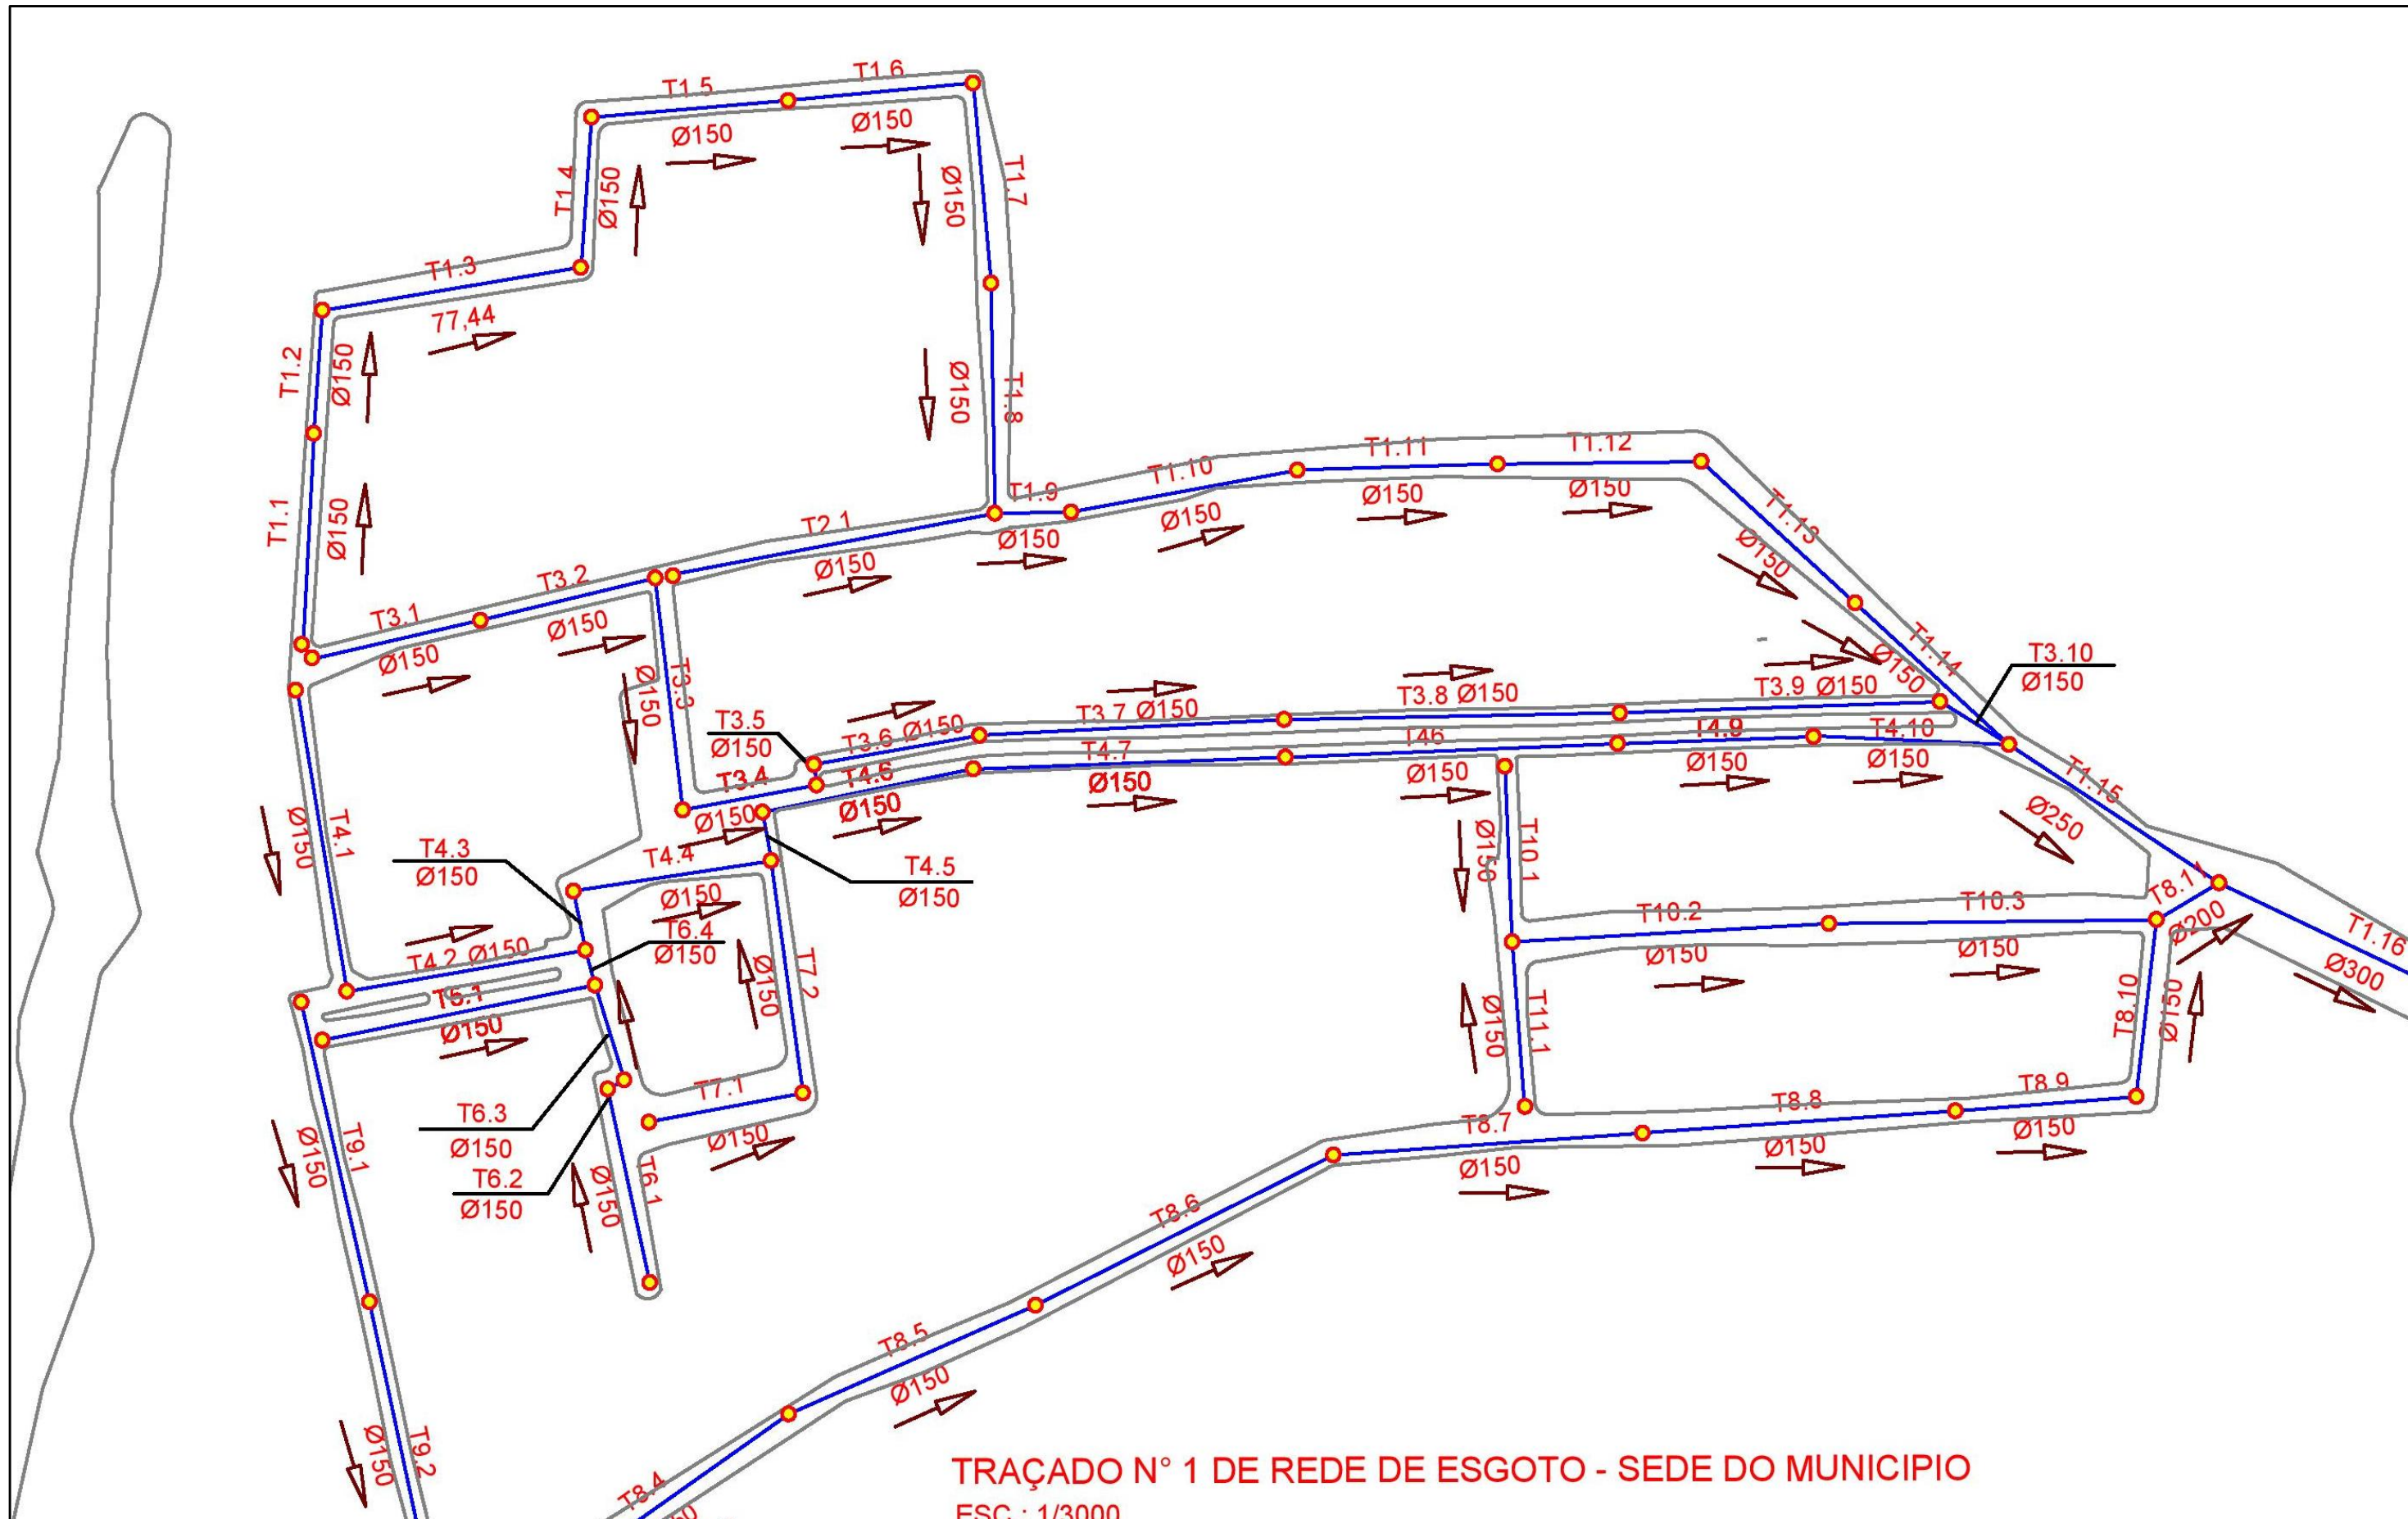 T1.5
Ø150
T1.6
Ø150
T1.4
Ø150
T1.7
Ø150
T1.3
77,44
T1.2
Ø150
T1.8
Ø150
T1.1
Ø150
T1.9
Ø150
T1.10
Ø150
T1.11
Ø150
T1.12
Ø150
T1.13
Ø150
T1.14
Ø150
T2.1
Ø150
T3.1
Ø150
T3.2
Ø150
T3.3
Ø150
T3.4
Ø150
T3.5
Ø150
T3.6 Ø150
T3.7 Ø150
T3.8 Ø150
T3.9 Ø150
T3.10
Ø150
T4.6
Ø150
T4.7
Ø150
T46
Ø150
T4.9
Ø150
T4.10
Ø150
T1.15
Ø250
T4.1
Ø150
T4.3
Ø150
T4.4
Ø150
T4.5
Ø150
T4.2 Ø150
T6.4
Ø150
T5.1
Ø150
T7.2
Ø150
T7.1
Ø150
T6.3
Ø150
T6.2
Ø150
T6.1
Ø150
T9.1
Ø150
T9.2
Ø150
T10.1
Ø150
T10.2
Ø150
T10.3
Ø150
T11.1
Ø150
T8.11
Ø200
T1.16
Ø300
T8.10
Ø150
T8.9
Ø150
T8.8
Ø150
T8.7
Ø150
T8.6
Ø150
T8.5
Ø150
T8.4
TRAÇADO N° 1 DE REDE DE ESGOTO - SEDE DO MUNICIPIO
ESC.: 1/3000